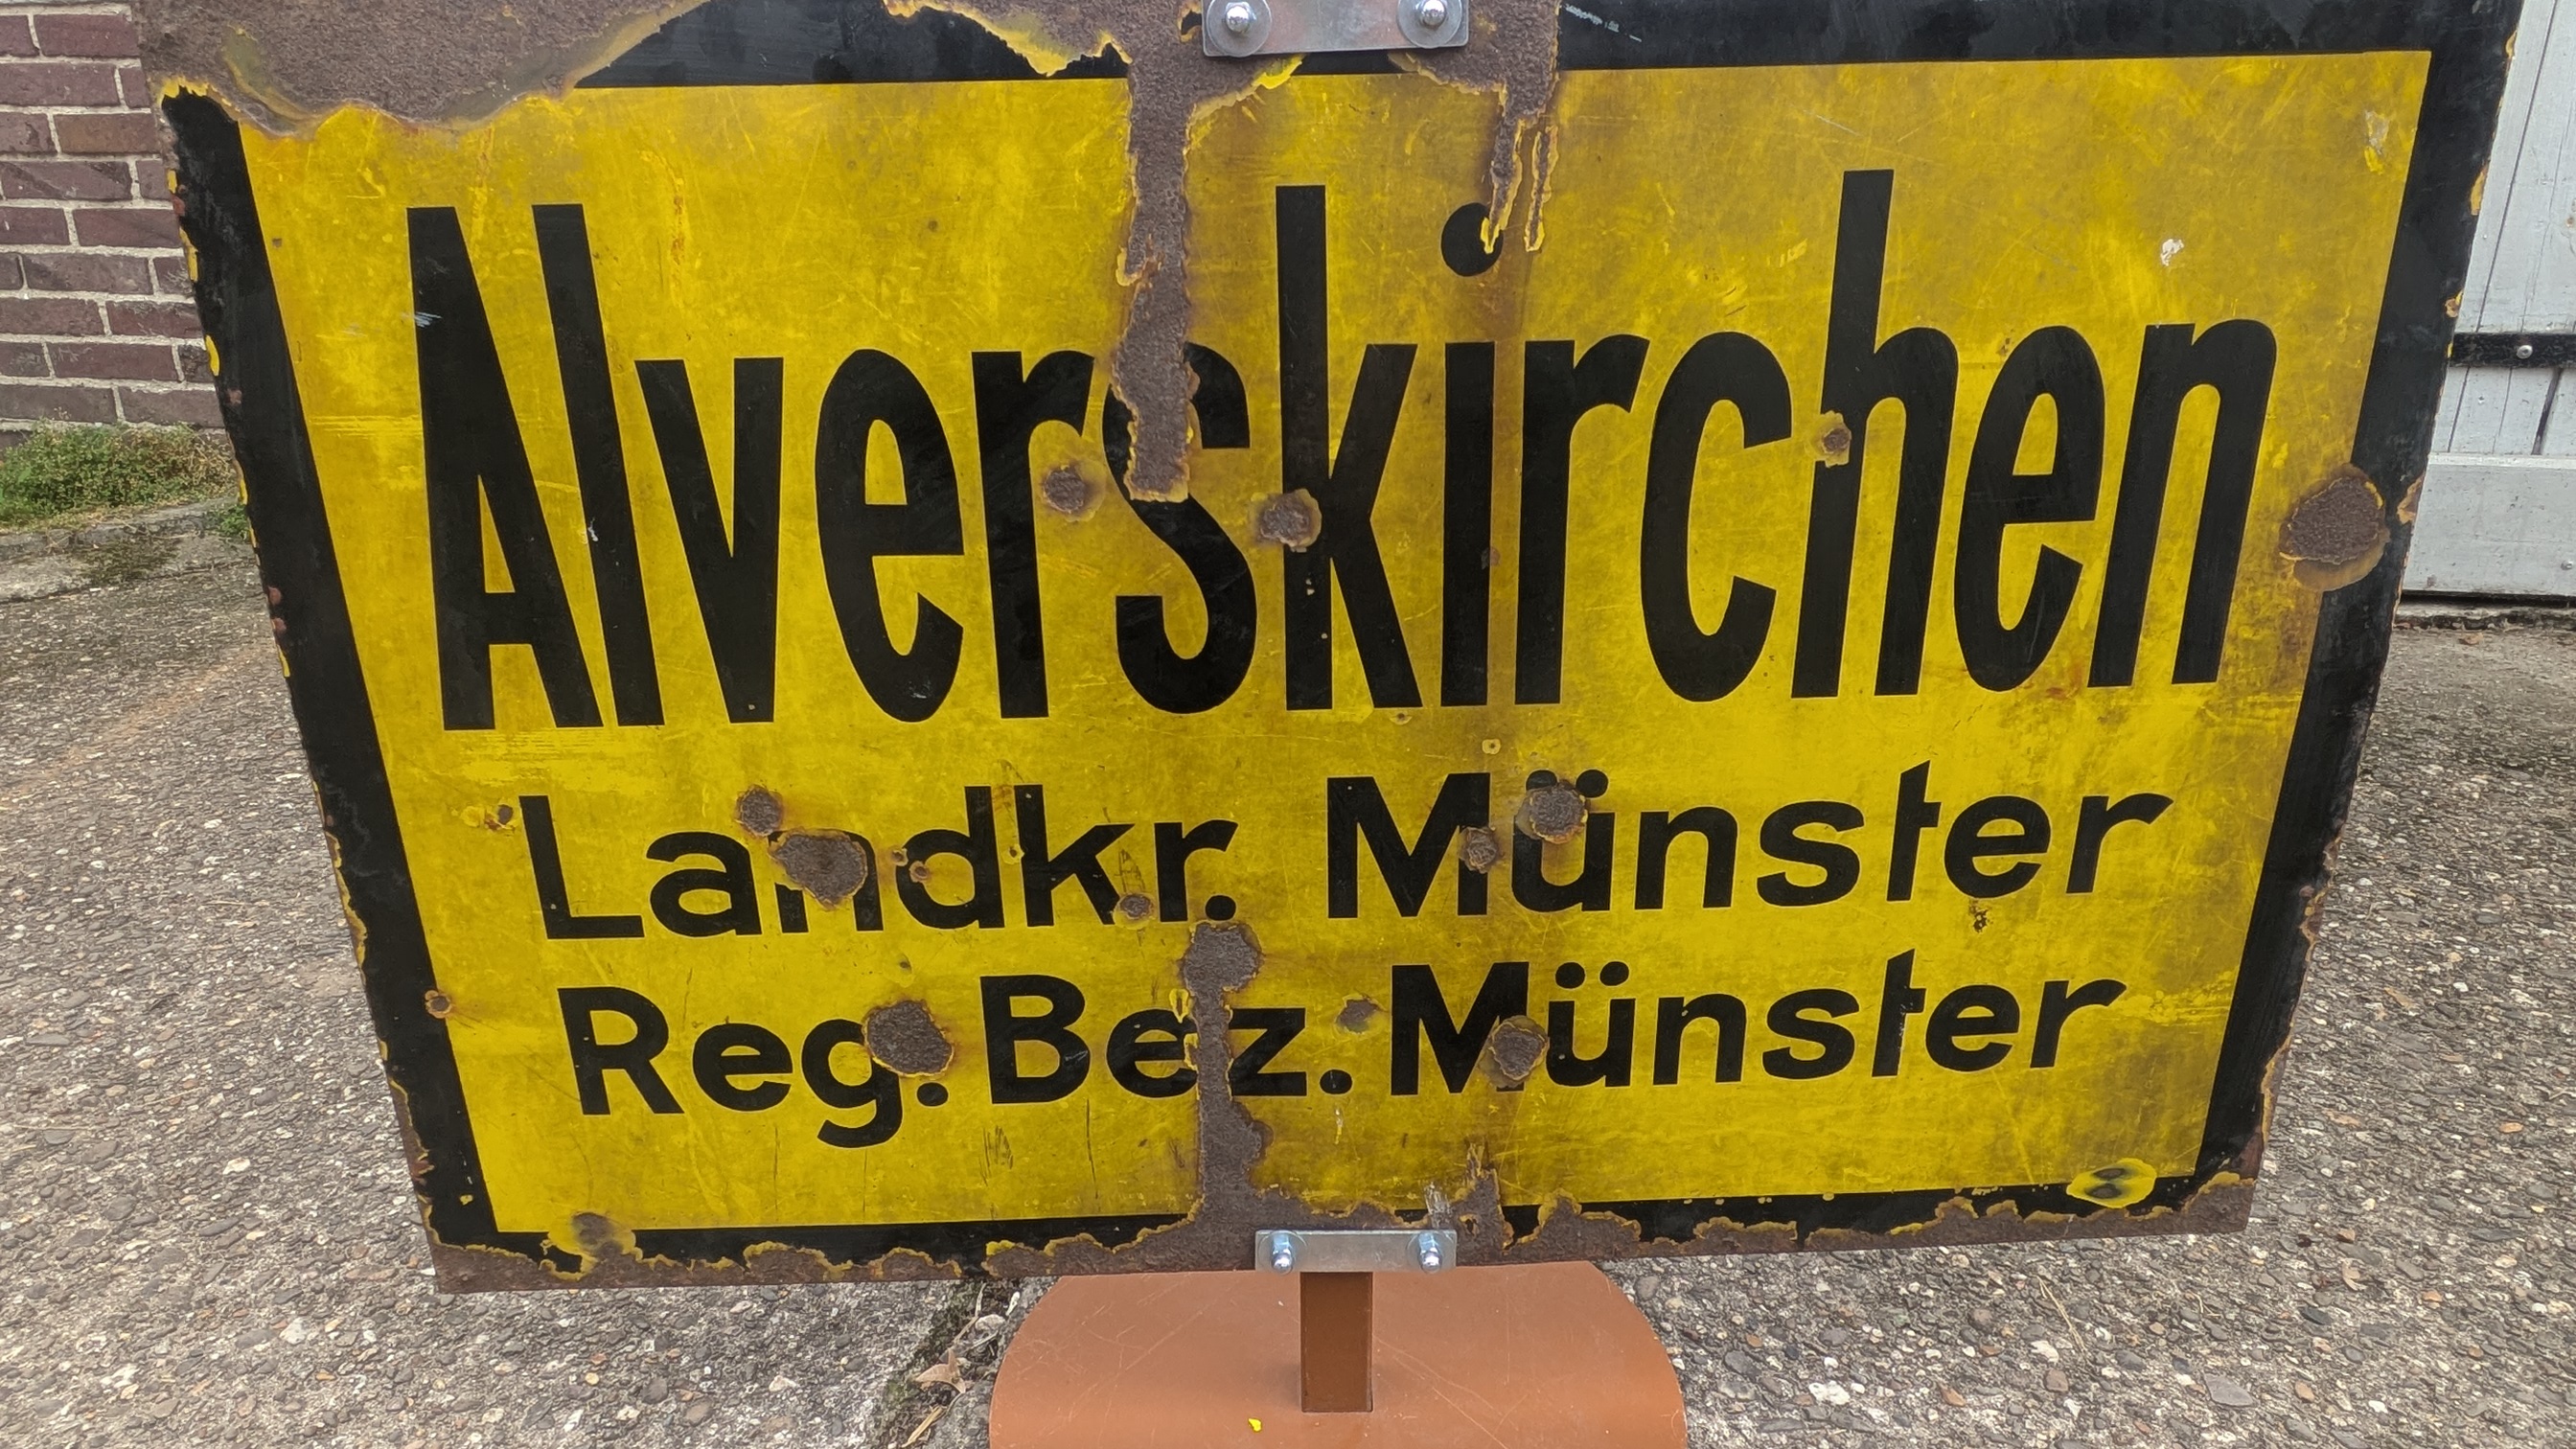 Alverskirchen
Landkr. Münster
Reg. Bez. Münster